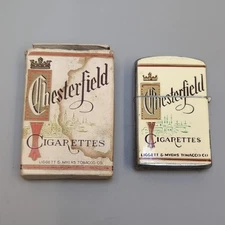 Chesterfield
CIGARETTES
LIGGETT & MYERS TOBACCO CO.
Chesterfield
CIGARETTES
LIGGETT & MYERS TOBACCO CO